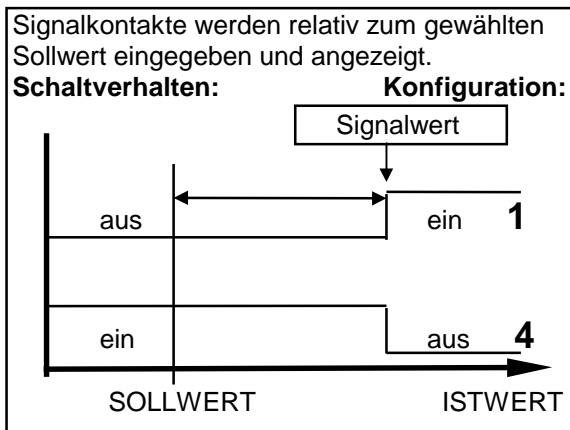 Signalkontakte werden relativ zum gewählten
Sollwert eingegeben und angezeigt.
Schaltverhalten: Konfiguration:
Signalwert
aus ein 1
ein aus 4
SOLLWERT ISTWERT